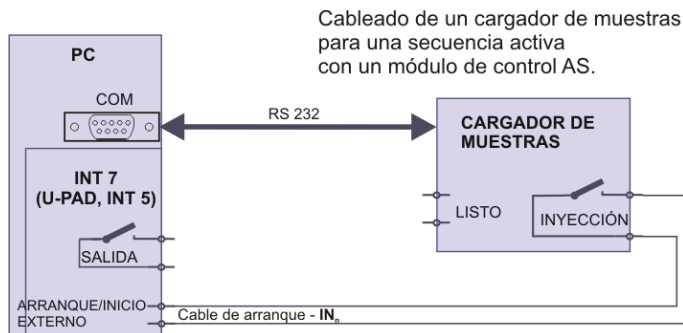 Cableado de un cargador de muestras
para una secuencia activa
con un módulo de control AS.
PC
COM
RS 232
CARGADOR DE
MUESTRAS
INT 7
(U-PAD, INT 5)
LISTO
INYECCIÓN
SALIDA
ARRANQUE/INICIO
EXTERNO
Cable de arranque - INn